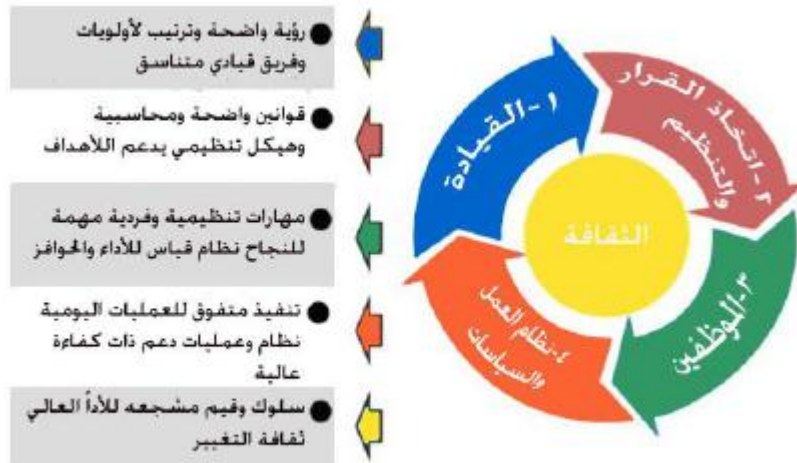 رؤية واضحة وترتيب لأولويات
وفريق قيادي متناسق
قوانين واضحة ومحاسبية
وهيكل تنظيمي يدعم اللأهداف
مهارات تنظيمية وفردية مهمة
للنجاح نظام قياس للأداء والحوافز
تنفيذ متفوق للعمليات اليومية
نظام وعمليات دعم ذات كفاءة
عالية
سلوك وقيم مشجعه للأدأ العالي
ثقافة التغيير
١-القيادة
٢-اتخاذ القرار
والتنظيم
٣-الموظفين
٤-نظام العمل
والسياسات
الثقافة